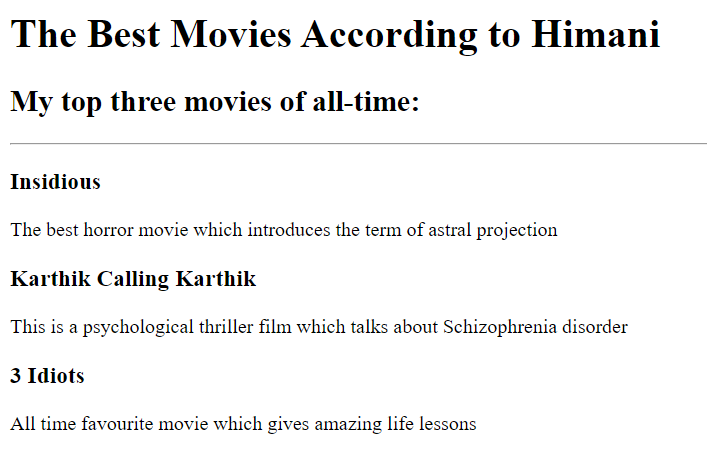 The Best Movies According to Himani
My top three movies of all-time:
Insidious
The best horror movie which introduces the term of astral projection
Karthik Calling Karthik
This is a psychological thriller film which talks about Schizophrenia disorder
3 Idiots
All time favourite movie which gives amazing life lessons